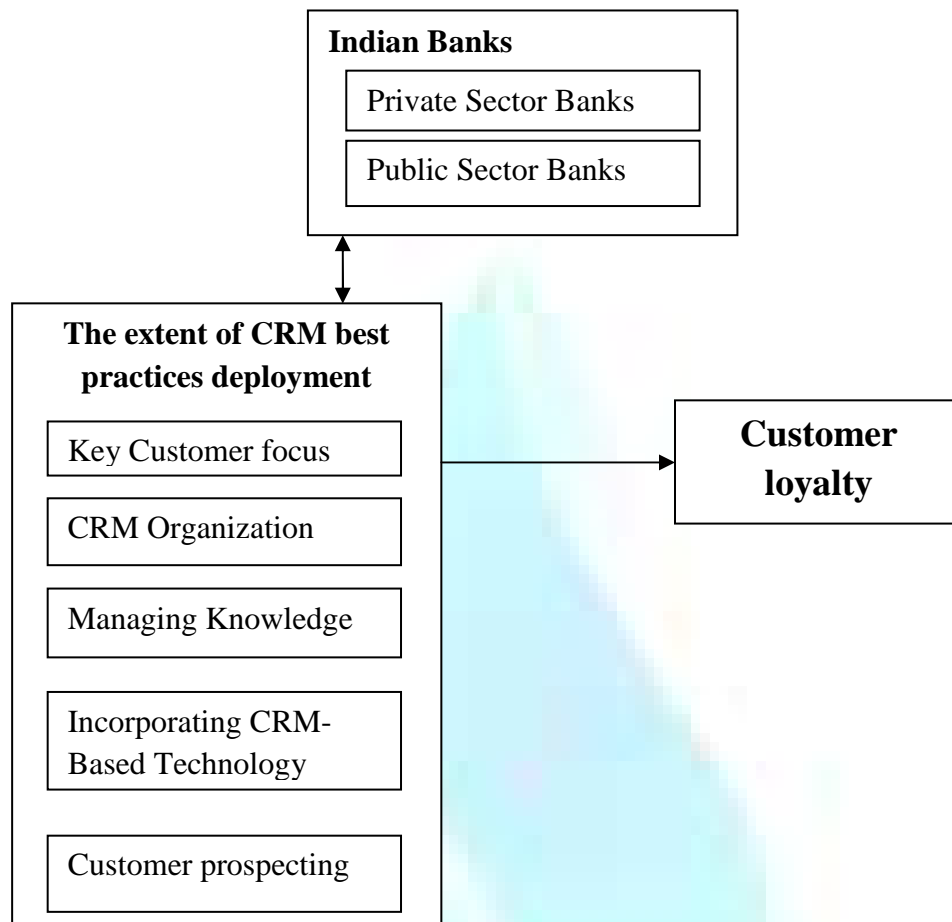 Indian Banks
Private Sector Banks
Public Sector Banks
The extent of CRM best
practices deployment
Key Customer focus
CRM Organization
Managing Knowledge
Incorporating CRM-
Based Technology
Customer prospecting
Customer
loyalty